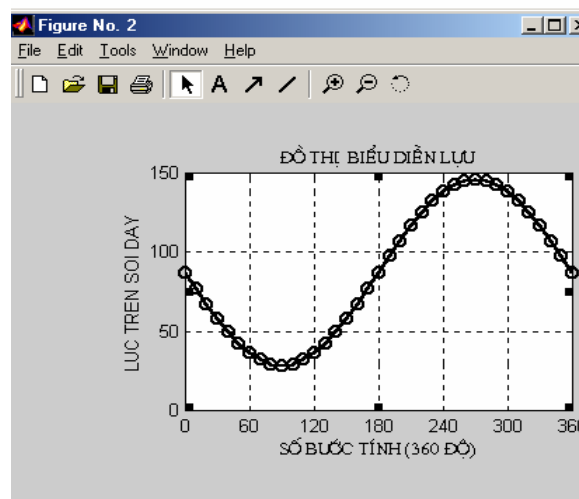 Figure No. 2
File Edit Tools Window Help
A
ĐỒ THỊ BIỂU DIỄN LỰU
150
100
50
0
LUC TREN SOI DAY
0 60 120 180 240 300 360
SỐ BƯỚC TÍNH (360 ĐỘ)